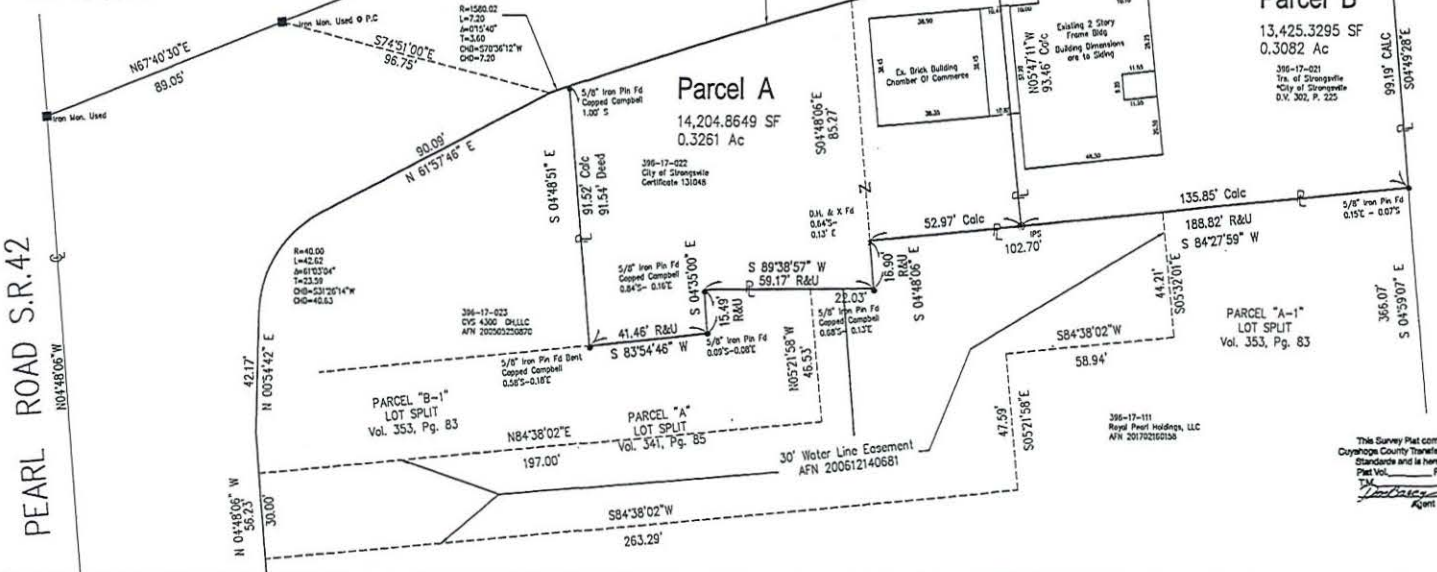 Iron Mon. Used @ P.C
N67°40'30"E
89.05'
Iron Mon. Used
S74°51'00"E
96.75'
R=1580.02
L=7.20
Δ=0°15'40"
T=3.60
CHB=S70°36'12"W
CHD=7.20
5/8" Iron Pin Fd
Capped Campbell
1.00' S
Parcel A
14,204.8649 SF
0.3261 Ac
396-17-022
City of Strongsville
Certificate 131048
90.09'
N 61°57'46" E
S 04°48'51" E
91.52' Calc
91.54' Deed
S04°48'06"E
85.27'
Ex. Brick Building
Chamber Of Commerce
N05°47'11"W
93.46' Calc
Existing 2 Story
Frame Bldg
Building Dimensions
are to Siding
Parcel B
13,425.3295 SF
0.3082 Ac
396-17-021
Trs. of Strongsville
*City of Strongsville
D.V. 302, P. 225
99.19' CALC
S04°49'28"E
PEARL ROAD S.R.42
N04°48'06"W
R=40.00
L=42.62
Δ=61°03'04"
T=23.59
CHB=S31°26'14"W
CHD=40.63
396-17-023
CVS 4300 OH,LLC
AFN 200505250870
42.17'
N 00°54'42" E
5/8" Iron Pin Fd
Capped Campbell
0.84'S- 0.16'E
S 04°35'00" E
15.49'
R&U
S 89°38'57" W
59.17' R&U
D.H. & X Fd
0.64'S-
0.13' E
52.97' Calc
IPS
102.70'
135.85' Calc
188.82' R&U
S 84°27'59" W
5/8" Iron Pin Fd
0.15'E - 0.07'S
16.90'
R&U
S 04°48'06" E
22.03'
5/8" Iron Pin Fd
Capped Campbell
0.68'S- 0.13'E
41.46' R&U
S 83°54'46" W
5/8" Iron Pin Fd
0.09'S-0.08'E
5/8" Iron Pin Fd Bent
Capped Campbell
0.58'S-0.18'E
N05°21'58"W
46.53'
44.21'
S05°32'01"E
S84°38'02"W
58.94'
PARCEL "A-1"
LOT SPLIT
Vol. 353, Pg. 83
366.07
S 04°59'07" E
PARCEL "B-1"
LOT SPLIT
Vol. 353, Pg. 83
PARCEL "A"
LOT SPLIT
Vol. 341, Pg. 85
N84°38'02"E
197.00'
30' Water Line Easement
AFN 200612140681
47.59'
S05°21'58"E
396-17-111
Royal Pearl Holdings, LLC
AFN 201702160158
N 04°48'06" W
56.23'
30.00'
S84°38'02"W
263.29'
This Survey Plat com
Cuyahoga County Transfe
Standards and is here
Plat Vol.
T.M.
Agent